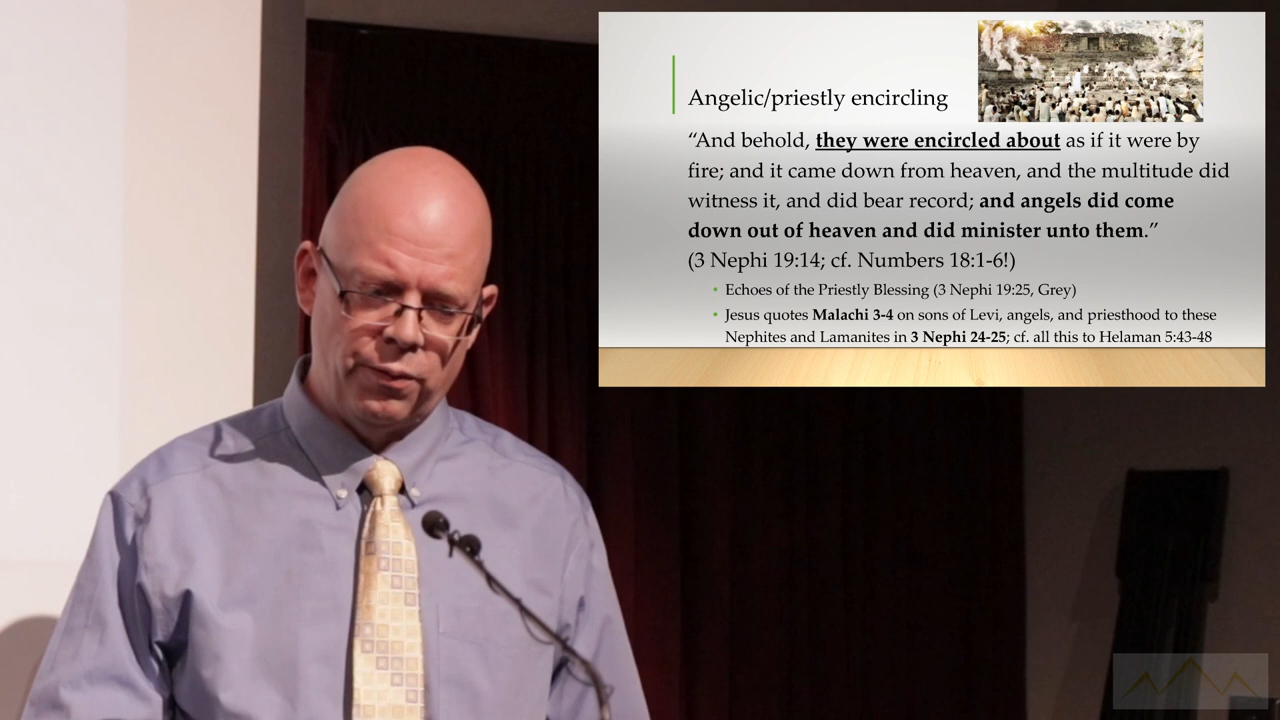 Angelic/priestly encircling
“And behold, they were encircled about as if it were by
fire; and it came down from heaven, and the multitude did
witness it, and did bear record; and angels did come
down out of heaven and did minister unto them.”
(3 Nephi 19:14; cf. Numbers 18:1-6!)
• Echoes of the Priestly Blessing (3 Nephi 19:25, Grey)
• Jesus quotes Malachi 3-4 on sons of Levi, angels, and priesthood to these
Nephites and Lamanites in 3 Nephi 24-25; cf. all this to Helaman 5:43-48